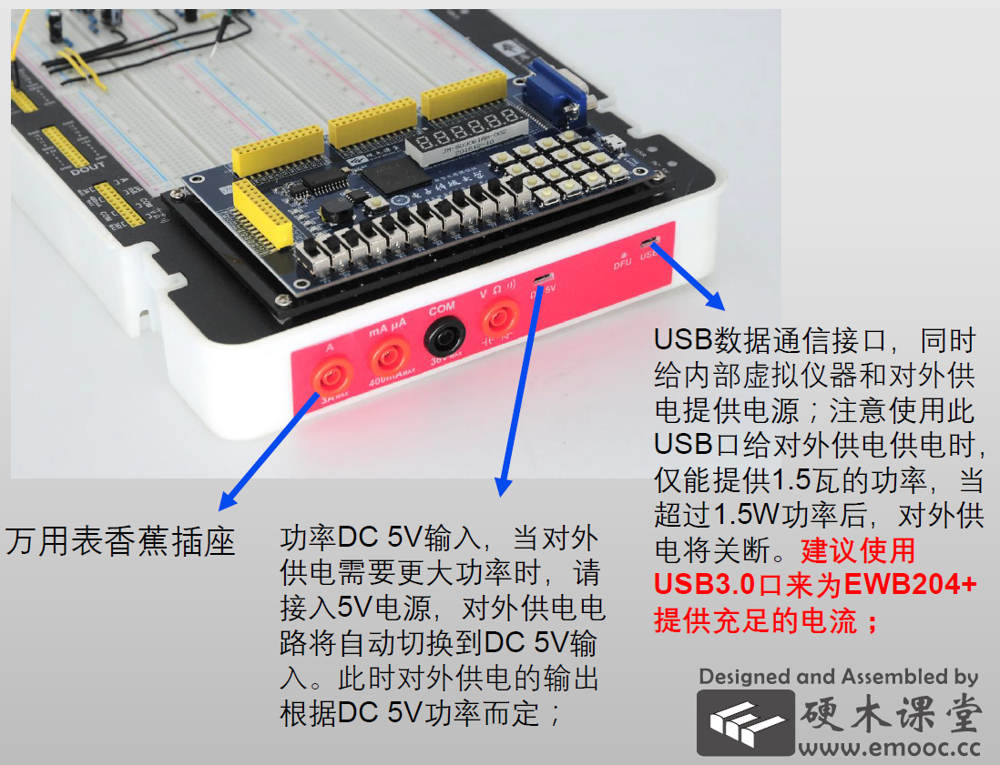 DOUT
A
mA μA
COM
V Ω
DC 5V
DFU
USB
3A MAX
400mA MAX
36V MAX
USB数据通信接口，同时
给内部虚拟仪器和对外供
电提供电源；注意使用此
USB口给对外供电供电时，
仅能提供1.5瓦的功率，当
超过1.5W功率后，对外供
电将关断。建议使用
USB3.0口来为EWB204+
提供充足的电流；
万用表香蕉插座
功率DC 5V输入，当对外
供电需要更大功率时，请
接入5V电源，对外供电电
路将自动切换到DC 5V输
入。此时对外供电的输出
根据DC 5V功率而定；
Designed and Assembled by
硬木课堂
www.emooc.cc